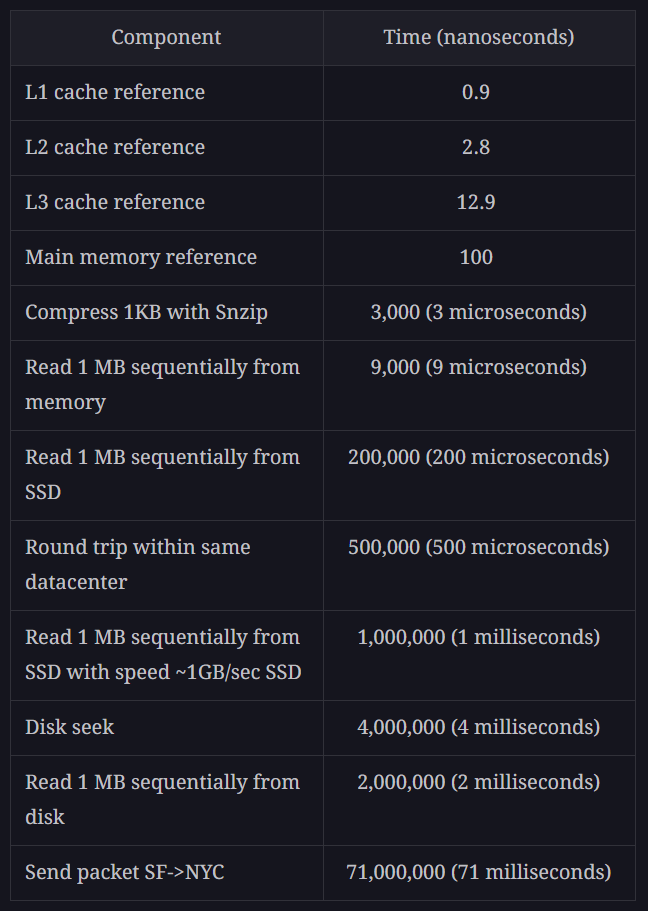 Component Time (nanoseconds)
L1 cache reference 0.9
L2 cache reference 2.8
L3 cache reference 12.9
Main memory reference 100
Compress 1KB with Snzip 3,000 (3 microseconds)
Read 1 MB sequentially from 9,000 (9 microseconds)
memory
Read 1 MB sequentially from 200,000 (200 microseconds)
SSD
Round trip within same 500,000 (500 microseconds)
datacenter
Read 1 MB sequentially from 1,000,000 (1 milliseconds)
SSD with speed ~1GB/sec SSD
Disk seek 4,000,000 (4 milliseconds)
Read 1 MB sequentially from 2,000,000 (2 milliseconds)
disk
Send packet SF->NYC 71,000,000 (71 milliseconds)